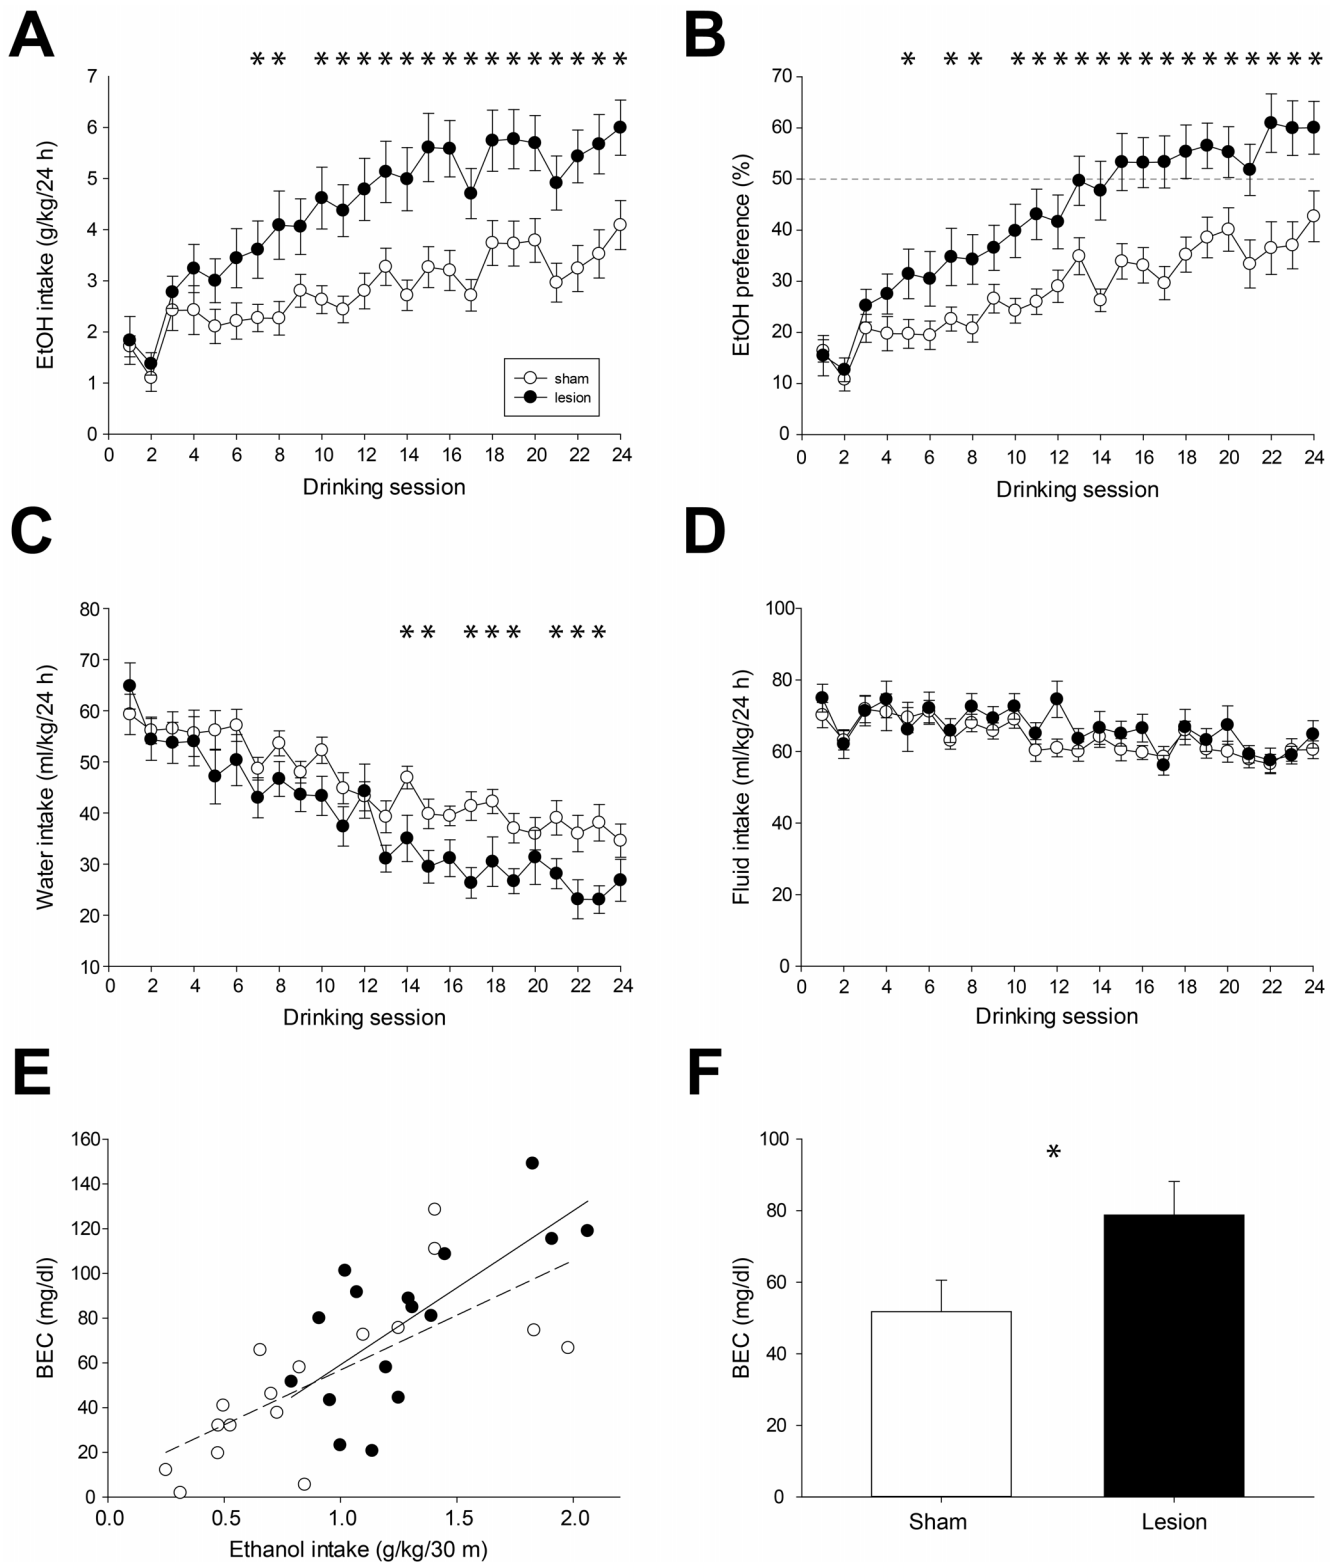 A
* * * * * * * * * * * * * * * * *
7
6
5
4
3
2
1
0
EtOH intake (g/kg/24 h)
sham
lesion
0 2 4 6 8 10 12 14 16 18 20 22 24
Drinking session
B
* * * * * * * * * * * * * * * * * *
70
60
50
40
30
20
10
0
EtOH preference (%)
0 2 4 6 8 10 12 14 16 18 20 22 24
Drinking session
C
* * * * * * * *
80
70
60
50
40
30
20
10
Water intake (ml/kg/24 h)
0 2 4 6 8 10 12 14 16 18 20 22 24
Drinking session
D
100
80
60
40
20
0
Fluid intake (ml/kg/24 h)
0 2 4 6 8 10 12 14 16 18 20 22 24
Drinking session
E
160
140
120
100
80
60
40
20
0
BEC (mg/dl)
0.0 0.5 1.0 1.5 2.0
Ethanol intake (g/kg/30 m)
F
*
100
80
60
40
20
0
BEC (mg/dl)
Sham Lesion